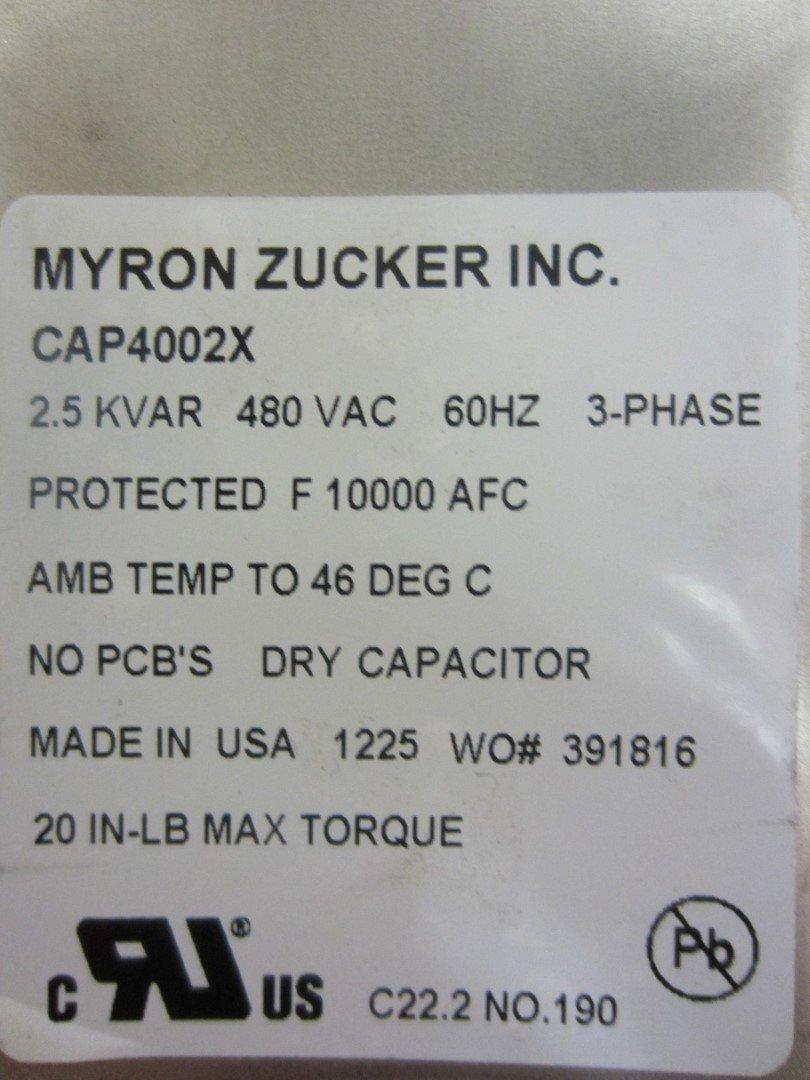 MYRON ZUCKER INC.
CAP4002X
2.5 KVAR 480 VAC 60HZ 3-PHASE
PROTECTED F 10000 AFC
AMB TEMP TO 46 DEG C
NO PCB'S DRY CAPACITOR
MADE IN USA 1225 WO# 391816
20 IN-LB MAX TORQUE
C RU® US C22.2 NO.190 Pb